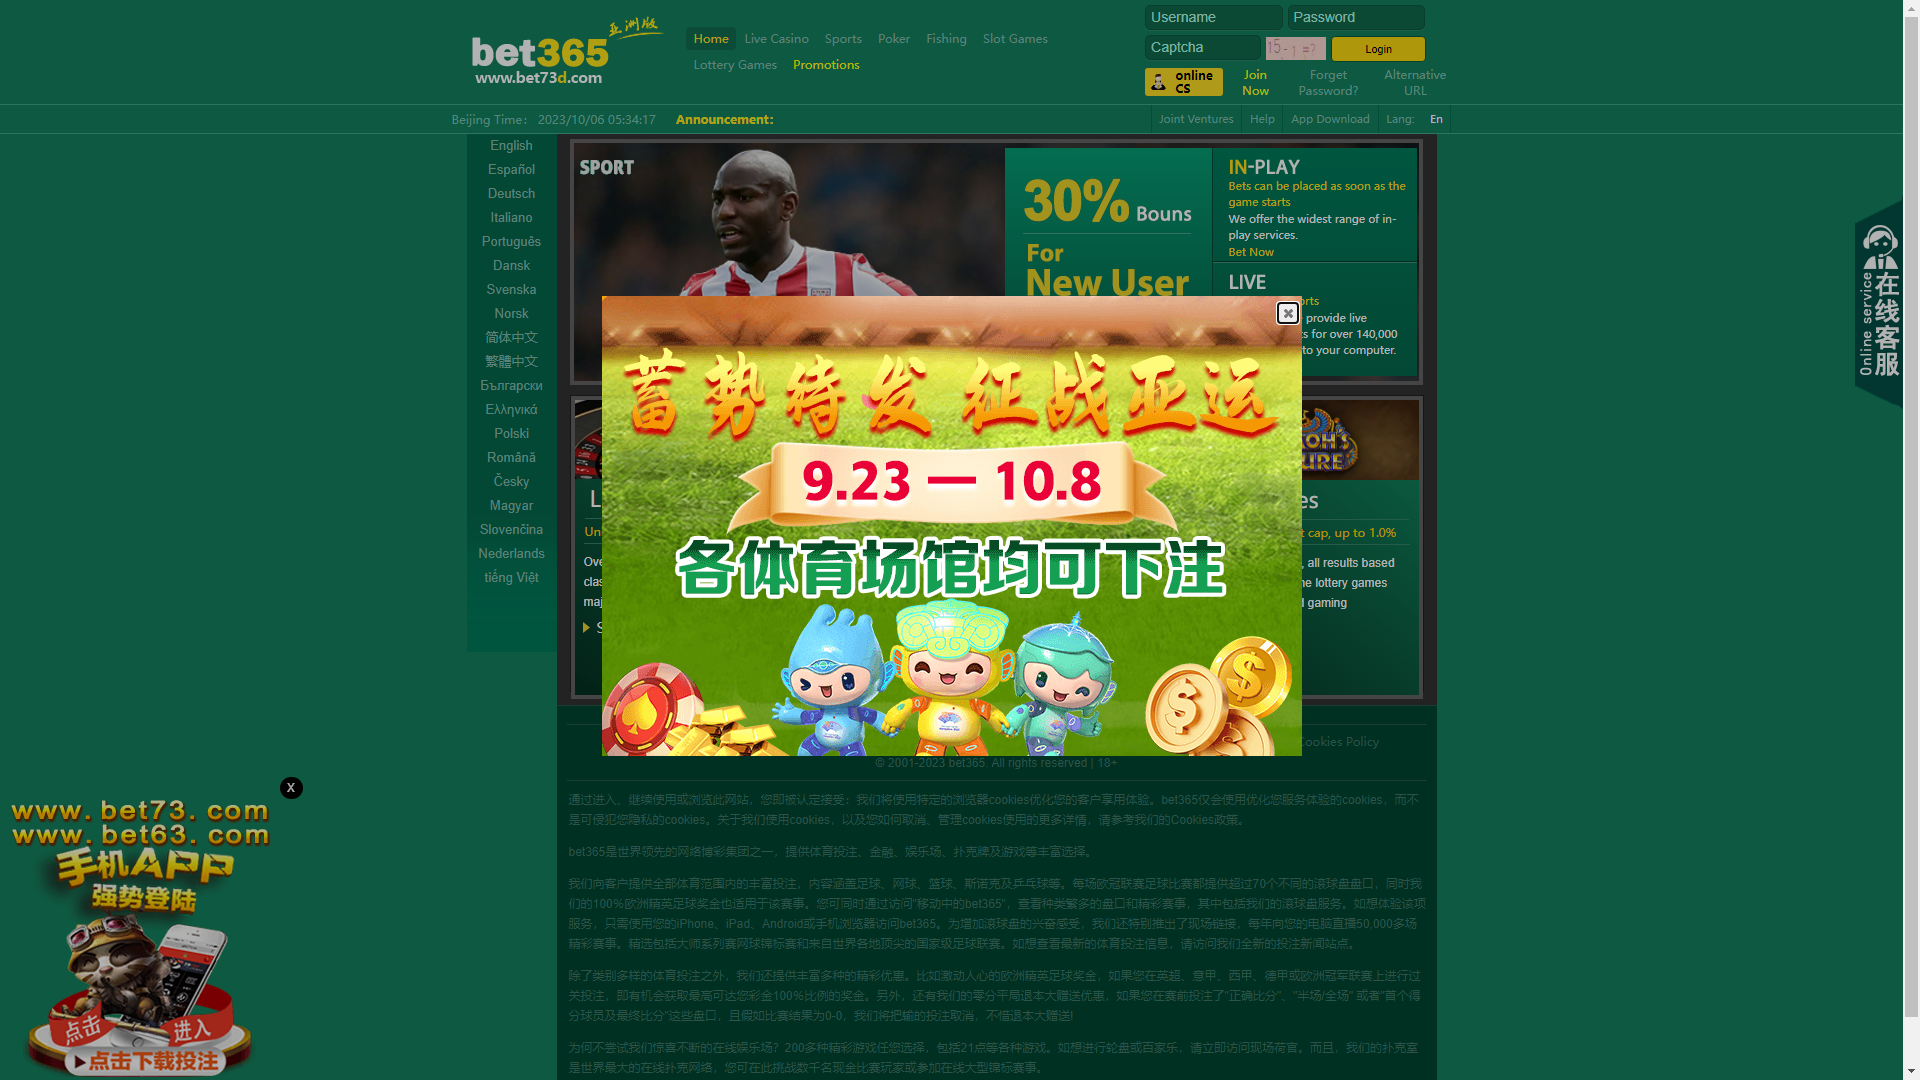 亚洲版
bet365
www.bet73d.com
Home
Live Casino
Sports
Poker
Fishing
Slot Games
Lottery Games
Promotions
Username
Password
Captcha
Login
online CS
Join Now
Forget Password?
Alternative URL
Beijing Time: 2023/10/06 05:34:17
Announcement:
Joint Ventures
Help
App Download
Lang:
En
English
Español
Deutsch
Italiano
Português
Dansk
Svenska
Norsk
简体中文
繁體中文
Български
Ελληνικά
Polski
Română
Česky
Magyar
Slovenčina
Nederlands
tiếng Việt
SPORT
30% Bouns
For
New User
IN-PLAY
Bets can be placed as soon as the
game starts
We offer the widest range of in-
play services.
Bet Now
LIVE
provide live
for over 140,000
to your computer.
蓄势待发 征战亚运
9.23 — 10.8
各体育场馆均可下注
cap, up to 1.0%
all results based
lottery games
gaming
Online service
在线客服
Cookies Policy
© 2001-2023 bet365. All rights reserved | 18+
通过进入、继续使用或浏览此网站，您即被认定接受：我们将使用特定的浏览器cookies优化您的客户享用体验。bet365仅会使用优化您服务体验的cookies，而不
是可侵犯您隐私的cookies。关于我们使用cookies，以及您如何取消、管理cookies使用的更多详情，请参考我们的Cookies政策。
bet365是世界领先的网络博彩集团之一，提供体育投注、金融、娱乐场、扑克牌及游戏等丰富选择。
我们向客户提供全部体育范围内的丰富投注，内容涵盖足球、网球、篮球、斯诺克及乒乓球等。每场欧冠联赛足球比赛都提供超过70个不同的滚球盘盘口，同时我
们的100%欧洲精英足球奖金也适用于该赛事。您可同时通过访问"移动中的bet365"，查看种类繁多的盘口和精彩赛事，其中包括我们的滚球盘服务。如想体验该项
服务，只需使用您的iPhone、iPad、Android或手机浏览器访问bet365。为增加滚球盘的兴奋感受，我们还特别推出了现场链接，每年向您的电脑直播50,000多场
精彩赛事。精选包括大师系列赛网球锦标赛和来自世界各地顶尖的国家级足球联赛。如想查看最新的体育投注信息，请访问我们全新的投注新闻站点。
除了类别多样的体育投注之外，我们还提供丰富多种的精彩优惠。比如激动人心的欧洲精英足球奖金，如果您在英超、意甲、西甲、德甲或欧洲冠军联赛上进行过
关投注，即有机会获取最高可达您彩金100%比例的奖金。另外，还有我们的零分平局退本大赠送优惠，如果您在赛前投注了"正确比分"、"半场/全场" 或者"首个得
分球员及最终比分"这些盘口，且假如比赛结果为0-0，我们将把输的投注取消，不惜退本大赠送!
为何不尝试我们惊喜不断的在线娱乐场？200多种精彩游戏任您选择，包括21点等各种游戏。如想进行轮盘或百家乐，请立即访问现场荷官。而且，我们的扑克室
是世界最大的在线扑克网络，您可在此挑战数千名现金比赛玩家或参加在线大型锦标赛事。
X
www.bet73.com
www.bet63.com
手机APP
强势登陆
点击 进入
▶点击下载投注